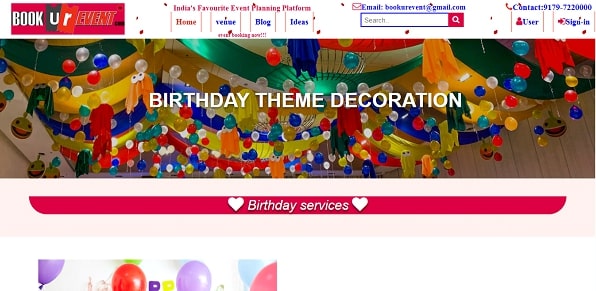 BOOK U r EVENT
India's Favourite Event Planning Platform
Home venue Blog Ideas
event booking now!!!
Email: bookurevent@gmail.com
Search...
Contact:9179-7220000
User Sign-in
BIRTHDAY THEME DECORATION
Birthday services